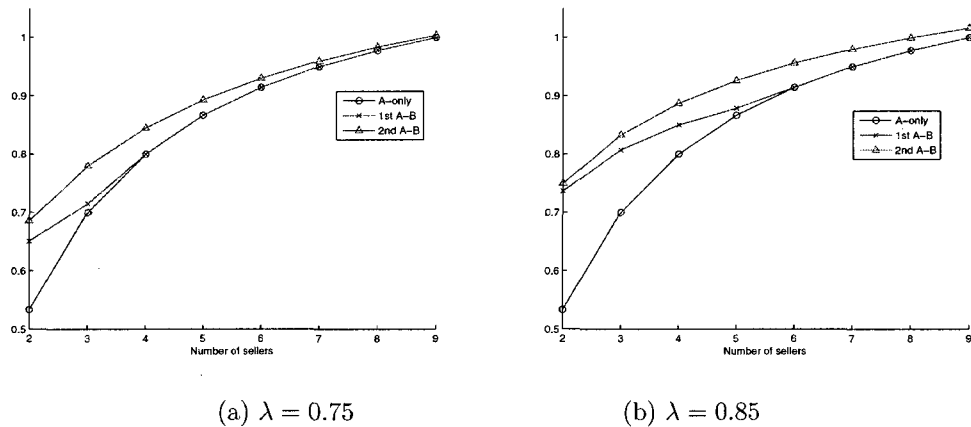 1
0.9
0.8
0.7
0.6
0.5
2 3 4 5 6 7 8 9
Number of sellers
A-only
1st A-B
2nd A-B
(a) λ = 0.75
1
0.9
0.8
0.7
0.6
0.5
2 3 4 5 6 7 8 9
Number of sellers
A-only
1st A-B
2nd A-B
(b) λ = 0.85